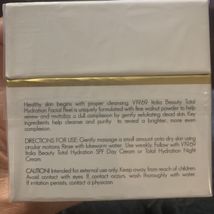 Healthy skin begins with proper cleansing. VINE9
Italia Beauty Total Hydration Facial Peel is uniquely formulated with fine walnut powder to help
renew and revitalize a dull complexion by gently exfoliating dead skin. Key
ingredients help cleanse and purify to reveal a brighter, more even
complexion.
DIRECTIONS FOR USE: Gently massage a small amount onto dry skin using
circular motions. Rinse with lukewarm water. Use weekly. Follow with
Italia Beauty Total Hydration SPF Day Cream or Total Hydration Night
Cream.
CAUTION: Intended for external use only. Keep away from reach of children.
Avoid contact with eyes. If contact occurs, wash thoroughly with water.
If irritation persists, contact a physician.